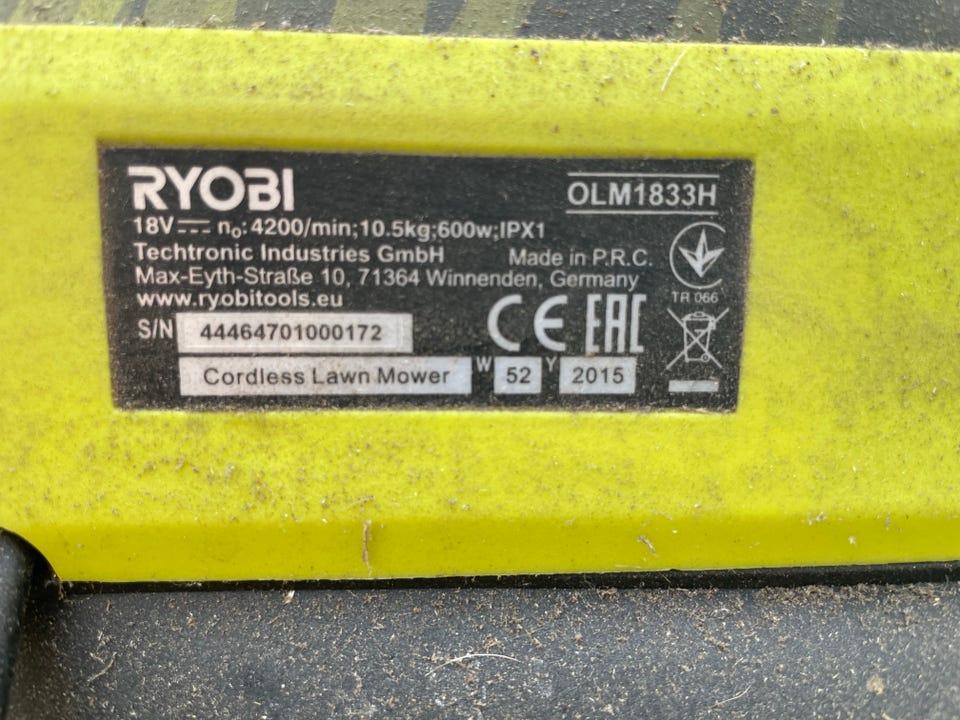 RYOBI
OLM1833H
18V n₀:4200/min;10.5kg;600w;IPX1
Techtronic Industries GmbH Made in P.R.C.
Max-Eyth-Straße 10, 71364 Winnenden, Germany
www.ryobitools.eu
TR 066
S/N 44464701000172 CE EAC
Cordless Lawn Mower W 52 Y 2015